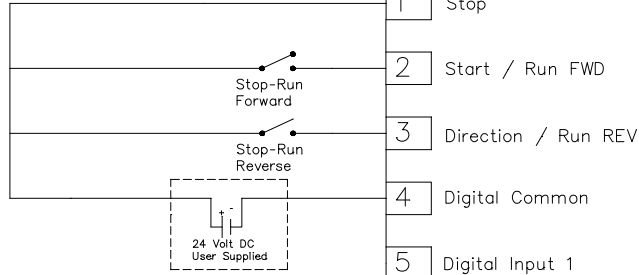 1 Stop
2 Start / Run FWD
Stop-Run
Forward
3 Direction / Run REV
Stop-Run
Reverse
4 Digital Common
+ -
24 Volt DC
User Supplied
5 Digital Input 1